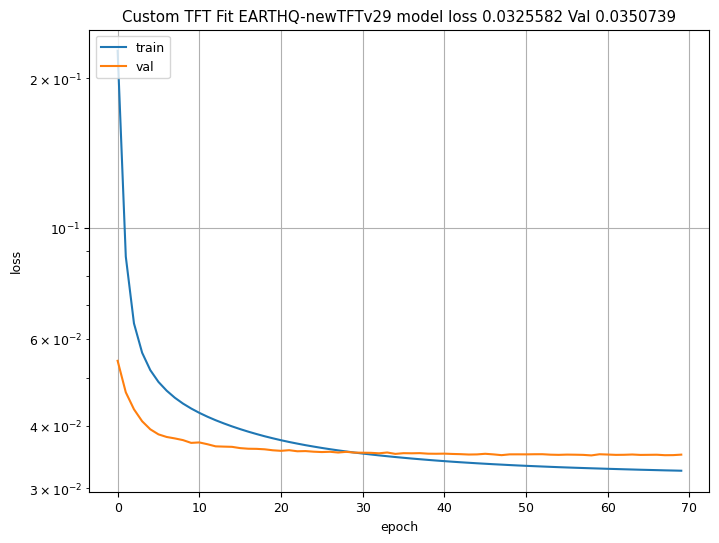 Custom TFT Fit EARTHQ-newTFTv29 model loss 0.0325582 Val 0.0350739
train
val
2 × 10⁻¹
10⁻¹
6 × 10⁻²
4 × 10⁻²
3 × 10⁻²
loss
0 10 20 30 40 50 60 70
epoch